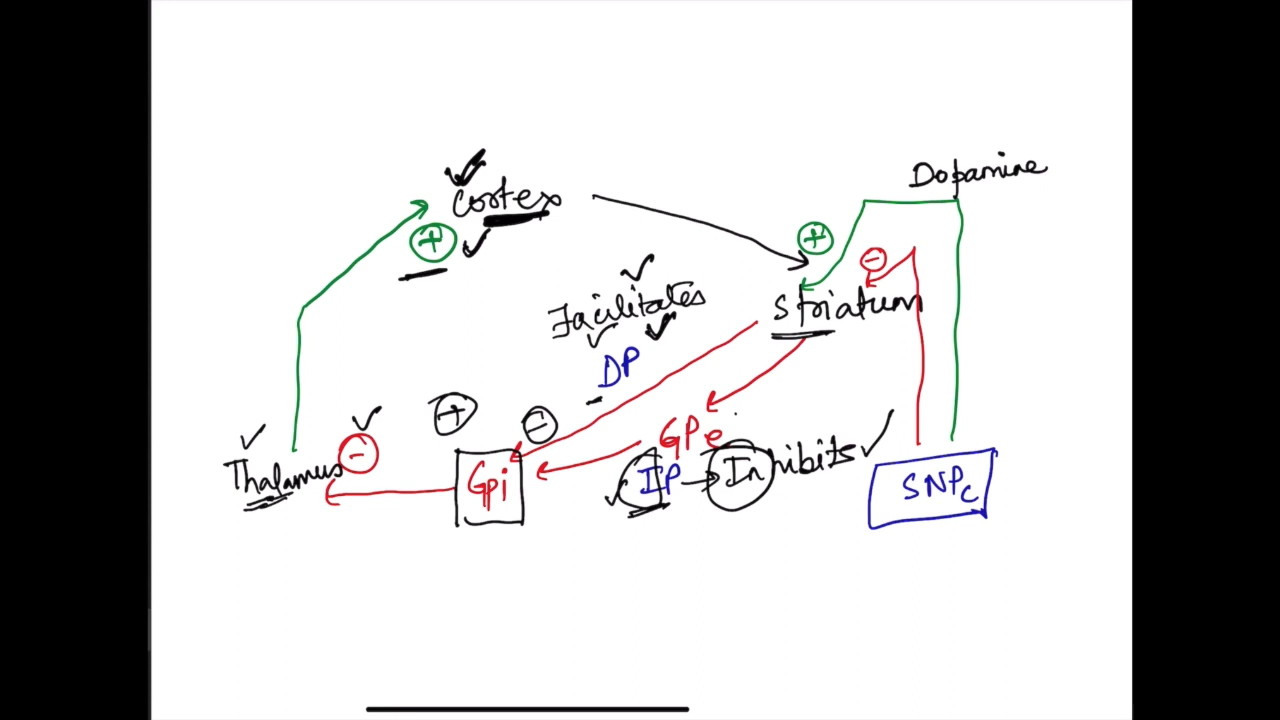 Dopamine
Cortex
+
+
-
Striatum
Facilitates
DP
+
-
GPe
Thalamus
-
Gpi
IP → Inhibits
SNPc